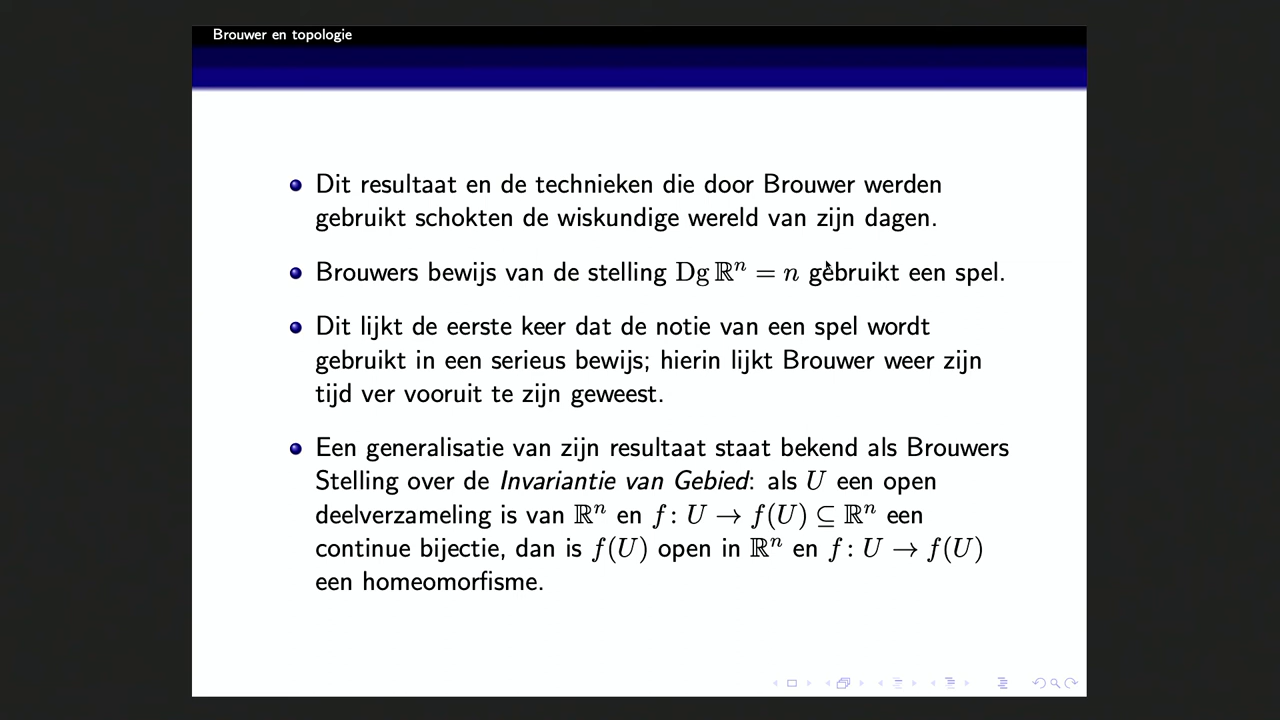 Brouwer en topologie
Dit resultaat en de technieken die door Brouwer werden
gebruikt schokten de wiskundige wereld van zijn dagen.
Brouwers bewijs van de stelling Dg ℝⁿ = n gebruikt een spel.
Dit lijkt de eerste keer dat de notie van een spel wordt
gebruikt in een serieus bewijs; hierin lijkt Brouwer weer zijn
tijd ver vooruit te zijn geweest.
Een generalisatie van zijn resultaat staat bekend als Brouwers
Stelling over de Invariantie van Gebied: als U een open
deelverzameling is van ℝⁿ en f: U → f(U) ⊆ ℝⁿ een
continue bijectie, dan is f(U) open in ℝⁿ en f: U → f(U)
een homeomorfisme.